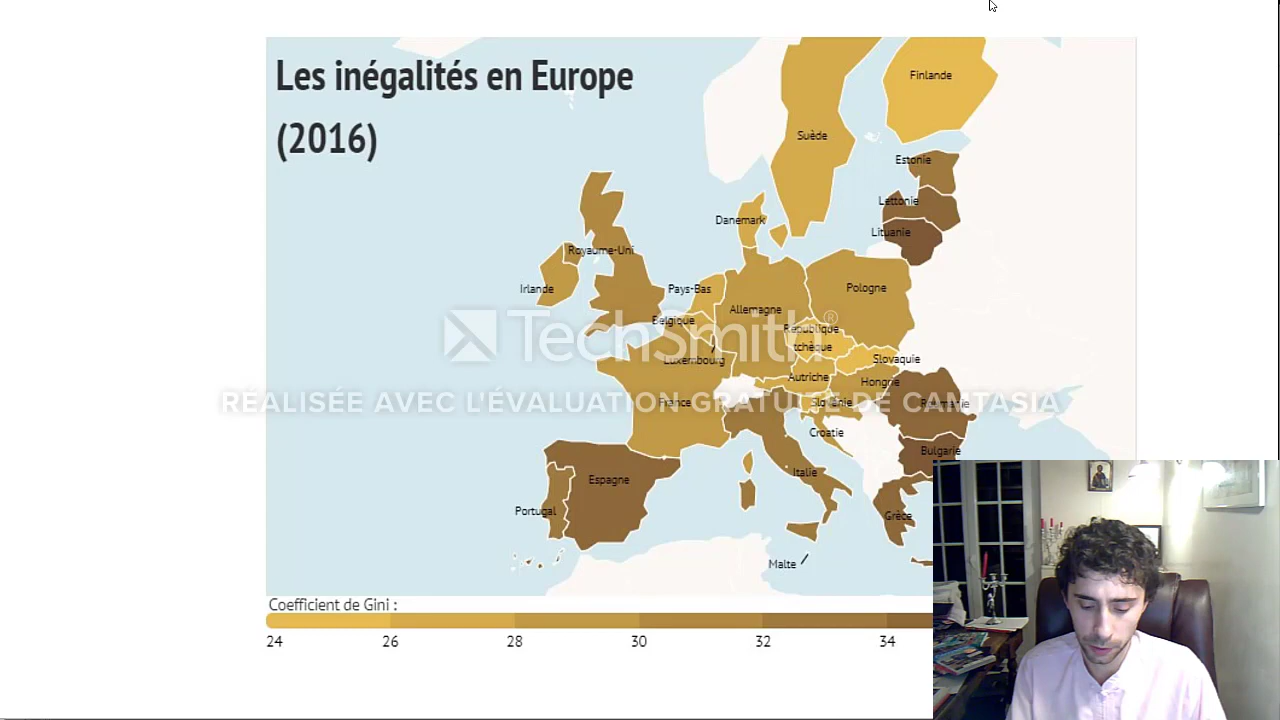 Les inégalités en Europe
(2016)
Finlande
Suède
Estonie
Lettonie
Danemark
Lituanie
Royaume-Uni
Irlande
Pays-Bas
Pologne
Allemagne
Belgique
TechSmith®
République
tchèque
Luxembourg
Slovaquie
Autriche
Hongrie
RÉALISÉE AVEC L'ÉVALUATION GRATUITE DE CAMTASIA
France
Slovénie
Roumanie
Croatie
Bulgarie
Italie
Espagne
Portugal
Grèce
Malte
Coefficient de Gini :
24 26 28 30 32 34